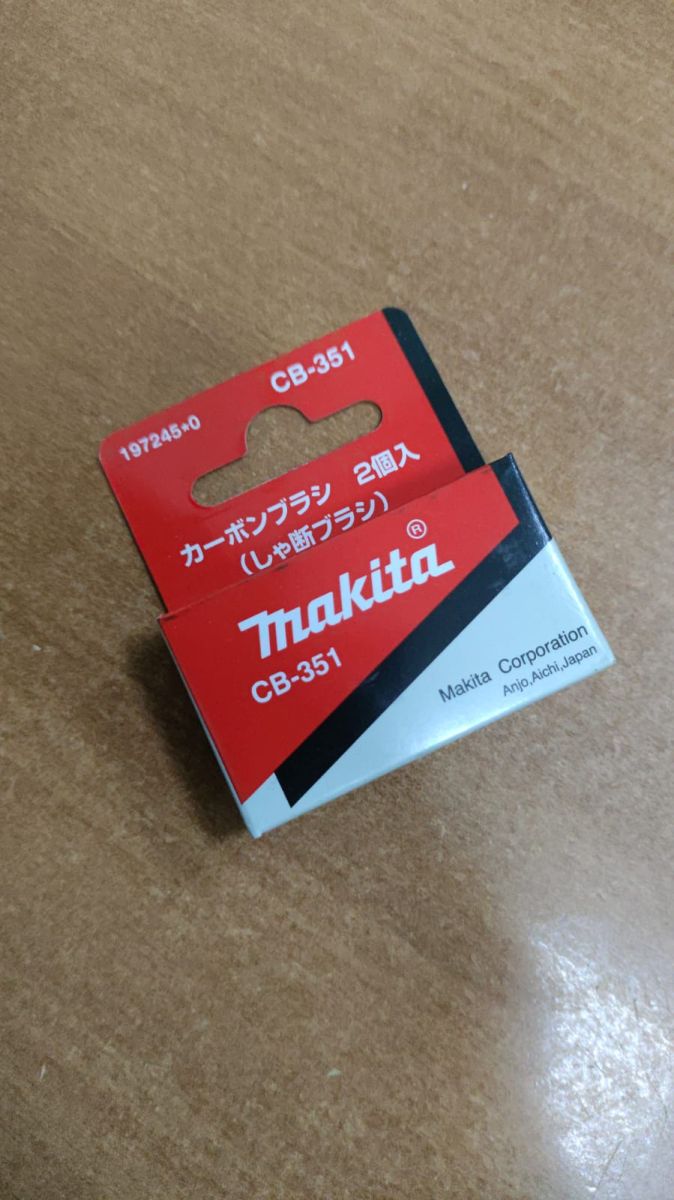 CB-351
197245*0
カーボンブラシ 2個入
(しゃ断ブラシ)
makita®
CB-351
Makita Corporation
Anjo,Aichi,Japan